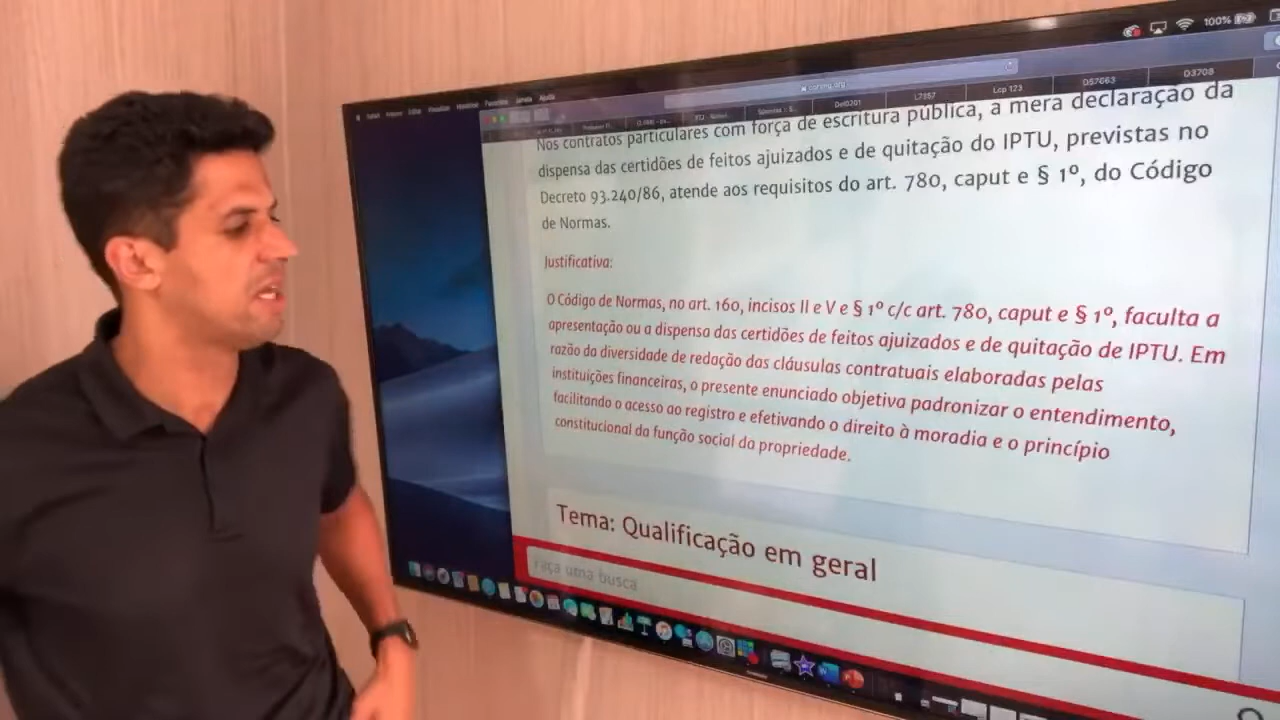 100%
Del0201
L7357
Lcp 123
D57663
D3708
Nos contratos particulares com força de escritura pública, a mera declaração da
dispensa das certidões de feitos ajuizados e de quitação do IPTU, previstas no
Decreto 93.240/86, atende aos requisitos do art. 780, caput e § 1º, do Código
de Normas.
Justificativa:
O Código de Normas, no art. 160, incisos II e V e § 1º c/c art. 780, caput e § 1º, faculta a
apresentação ou a dispensa das certidões de feitos ajuizados e de quitação de IPTU. Em
razão da diversidade de redação das cláusulas contratuais elaboradas pelas
instituições financeiras, o presente enunciado objetiva padronizar o entendimento,
facilitando o acesso ao registro e efetivando o direito à moradia e o princípio
constitucional da função social da propriedade.
Tema: Qualificação em geral
Faça uma busca